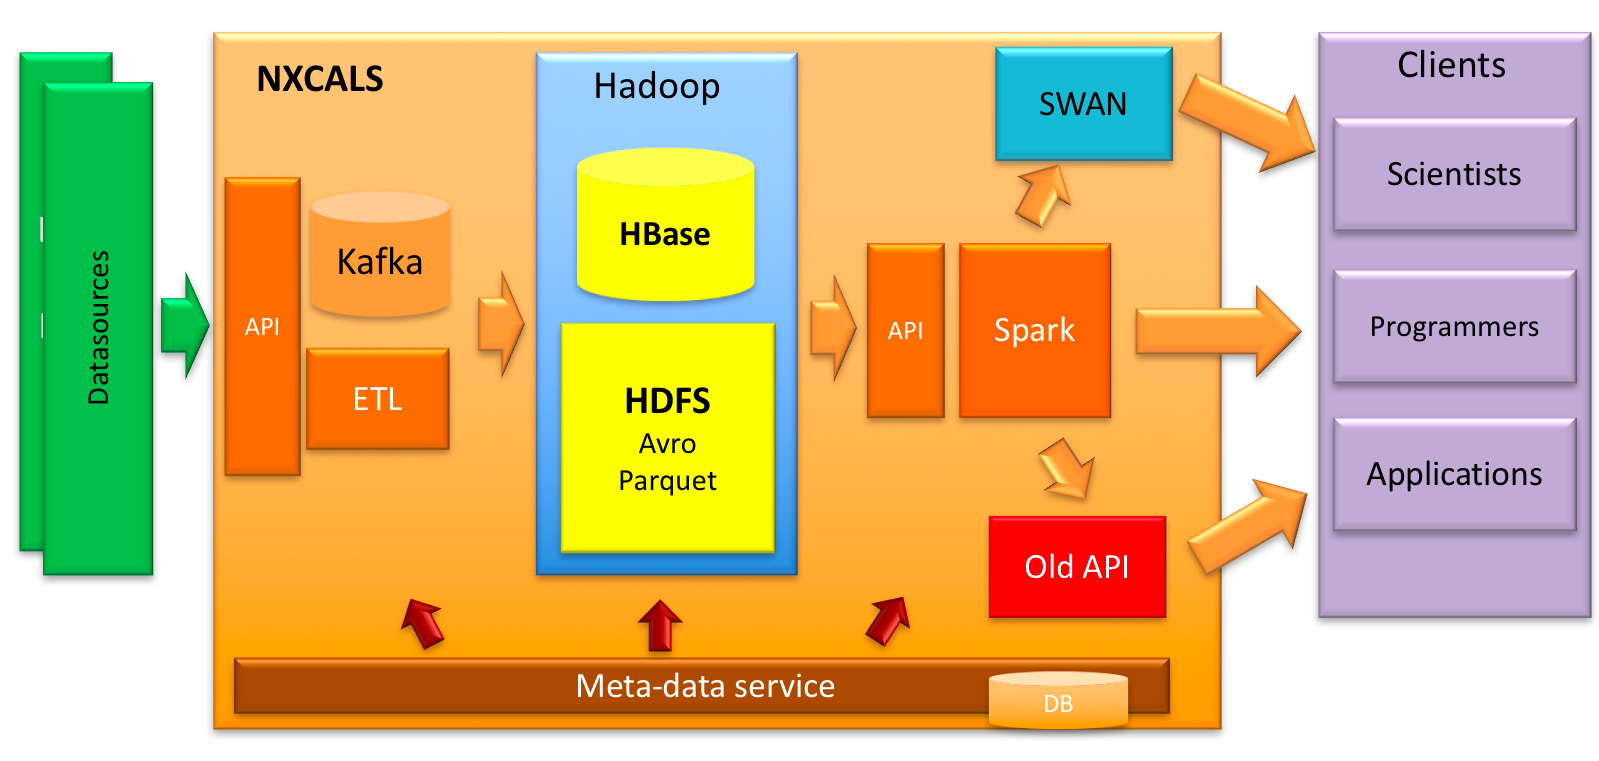 Datasources
NXCALS
API
Kafka
ETL
Hadoop
HBase
HDFS
Avro
Parquet
API
Spark
SWAN
Old API
Meta-data service
DB
Clients
Scientists
Programmers
Applications